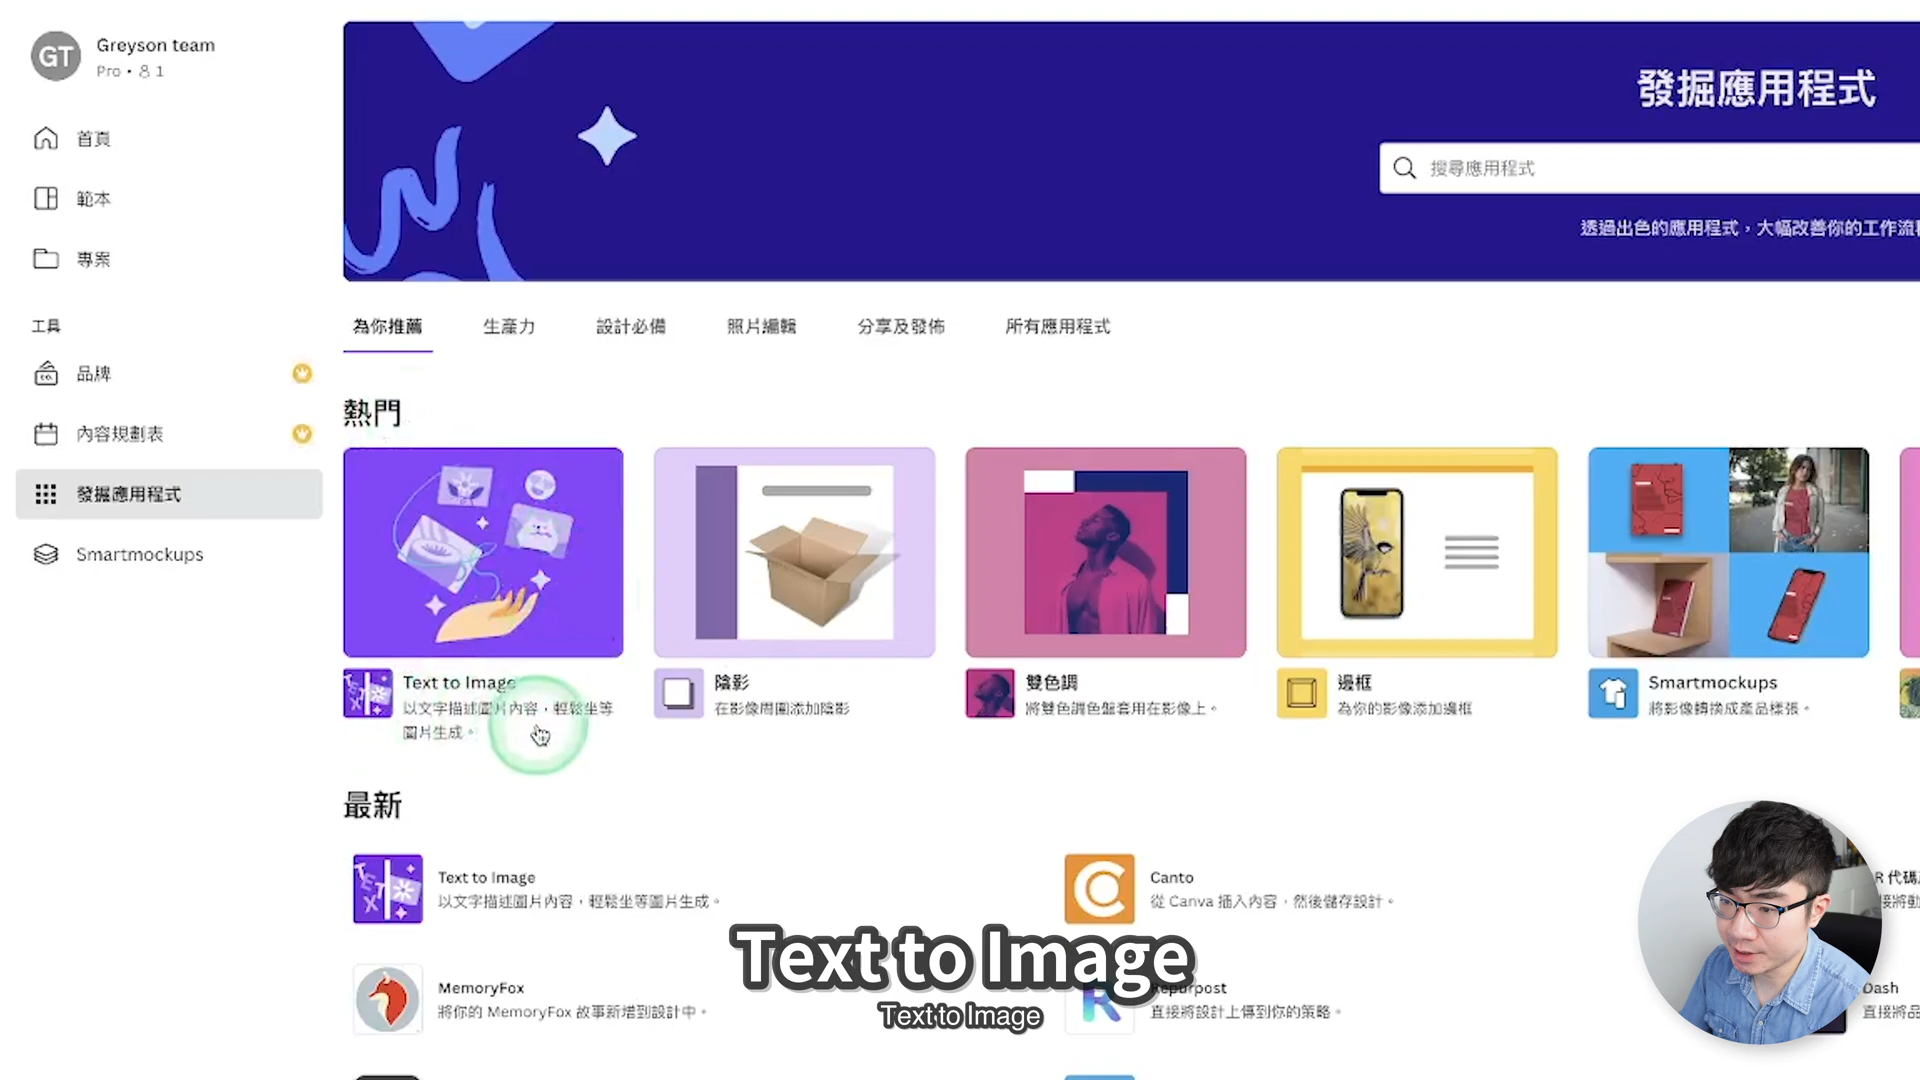 GT
Greyson team
Pro • 1
首頁
範本
專案
工具
品牌
內容規劃表
發掘應用程式
Smartmockups
發掘應用程式
搜尋應用程式
透過出色的應用程式，大幅改善你的工作流
為你推薦
生產力
設計必備
照片編輯
分享及發佈
所有應用程式
熱門
Text to Image
以文字描述圖片內容，輕鬆坐等
圖片生成。
陰影
在影像周圍添加陰影
雙色調
將雙色調色盤套用在影像上。
邊框
為你的影像添加邊框
Smartmockups
將影像轉換成產品樣張。
最新
Text to Image
以文字描述圖片內容，輕鬆坐等圖片生成。
Canto
從 Canva 插入內容，然後儲存設計。
R 代碼
MemoryFox
將你的 MemoryFox 故事新增到設計中。
Repurpost
直接將設計上傳到你的策略。
Dash
直接將品
Text to Image
Text to Image